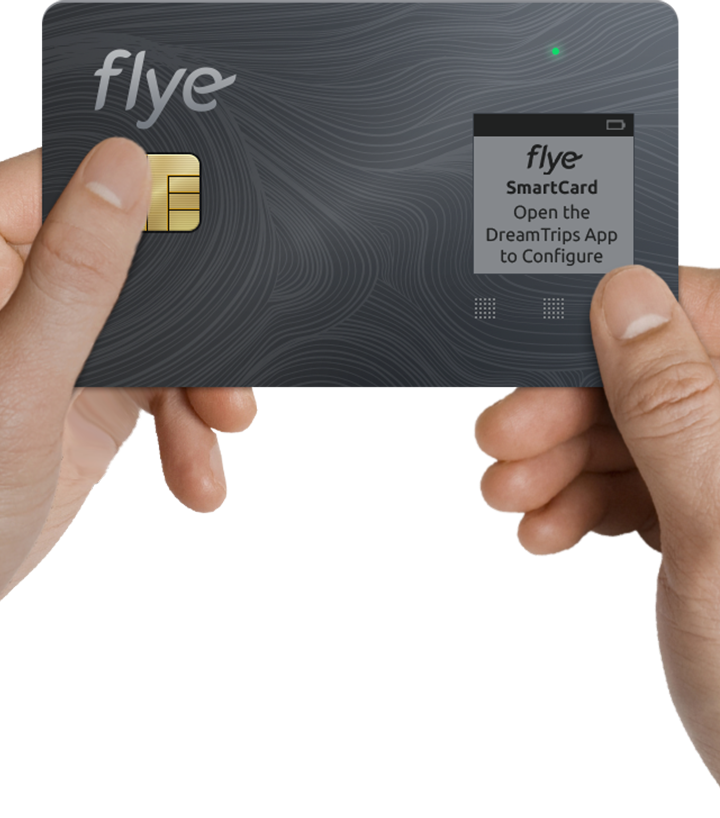 flye
flye
SmartCard
Open the
DreamTrips App
to Configure